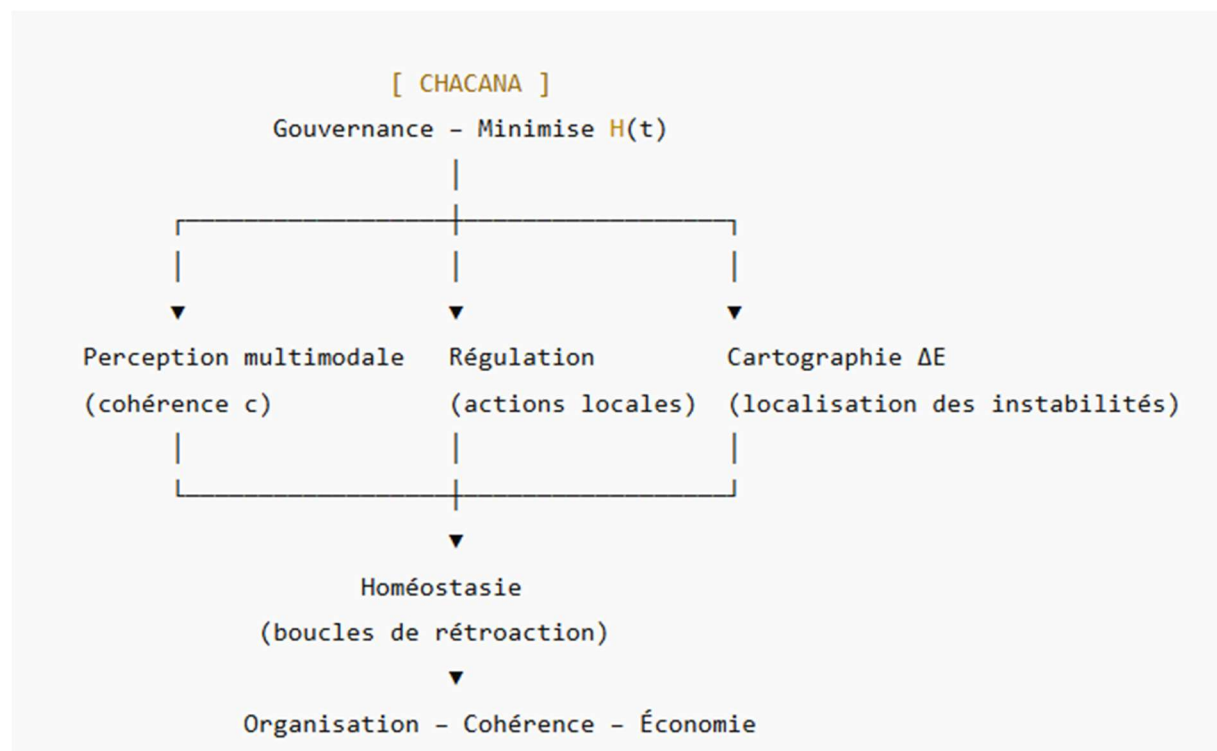 [ CHACANA ]
Gouvernance – Minimise H(t)
Perception multimodale Régulation Cartographie ΔE
(cohérence c) (actions locales) (localisation des instabilités)
Homéostasie
(boucles de rétroaction)
Organisation – Cohérence – Économie